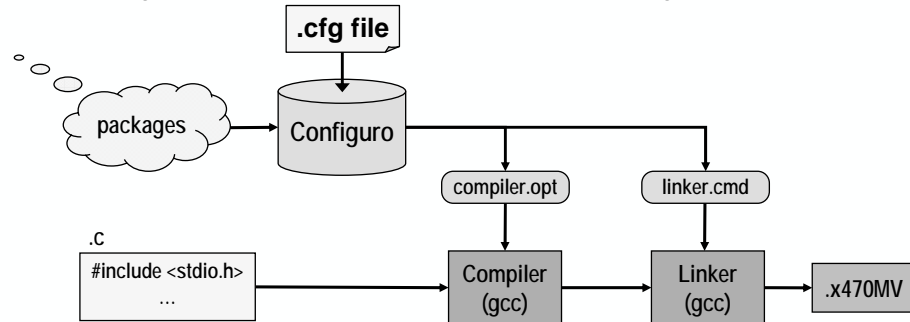 .cfg file
packages
Configuro
compiler.opt
linker.cmd
.c
#include <stdio.h>
...
Compiler
(gcc)
Linker
(gcc)
.x470MV